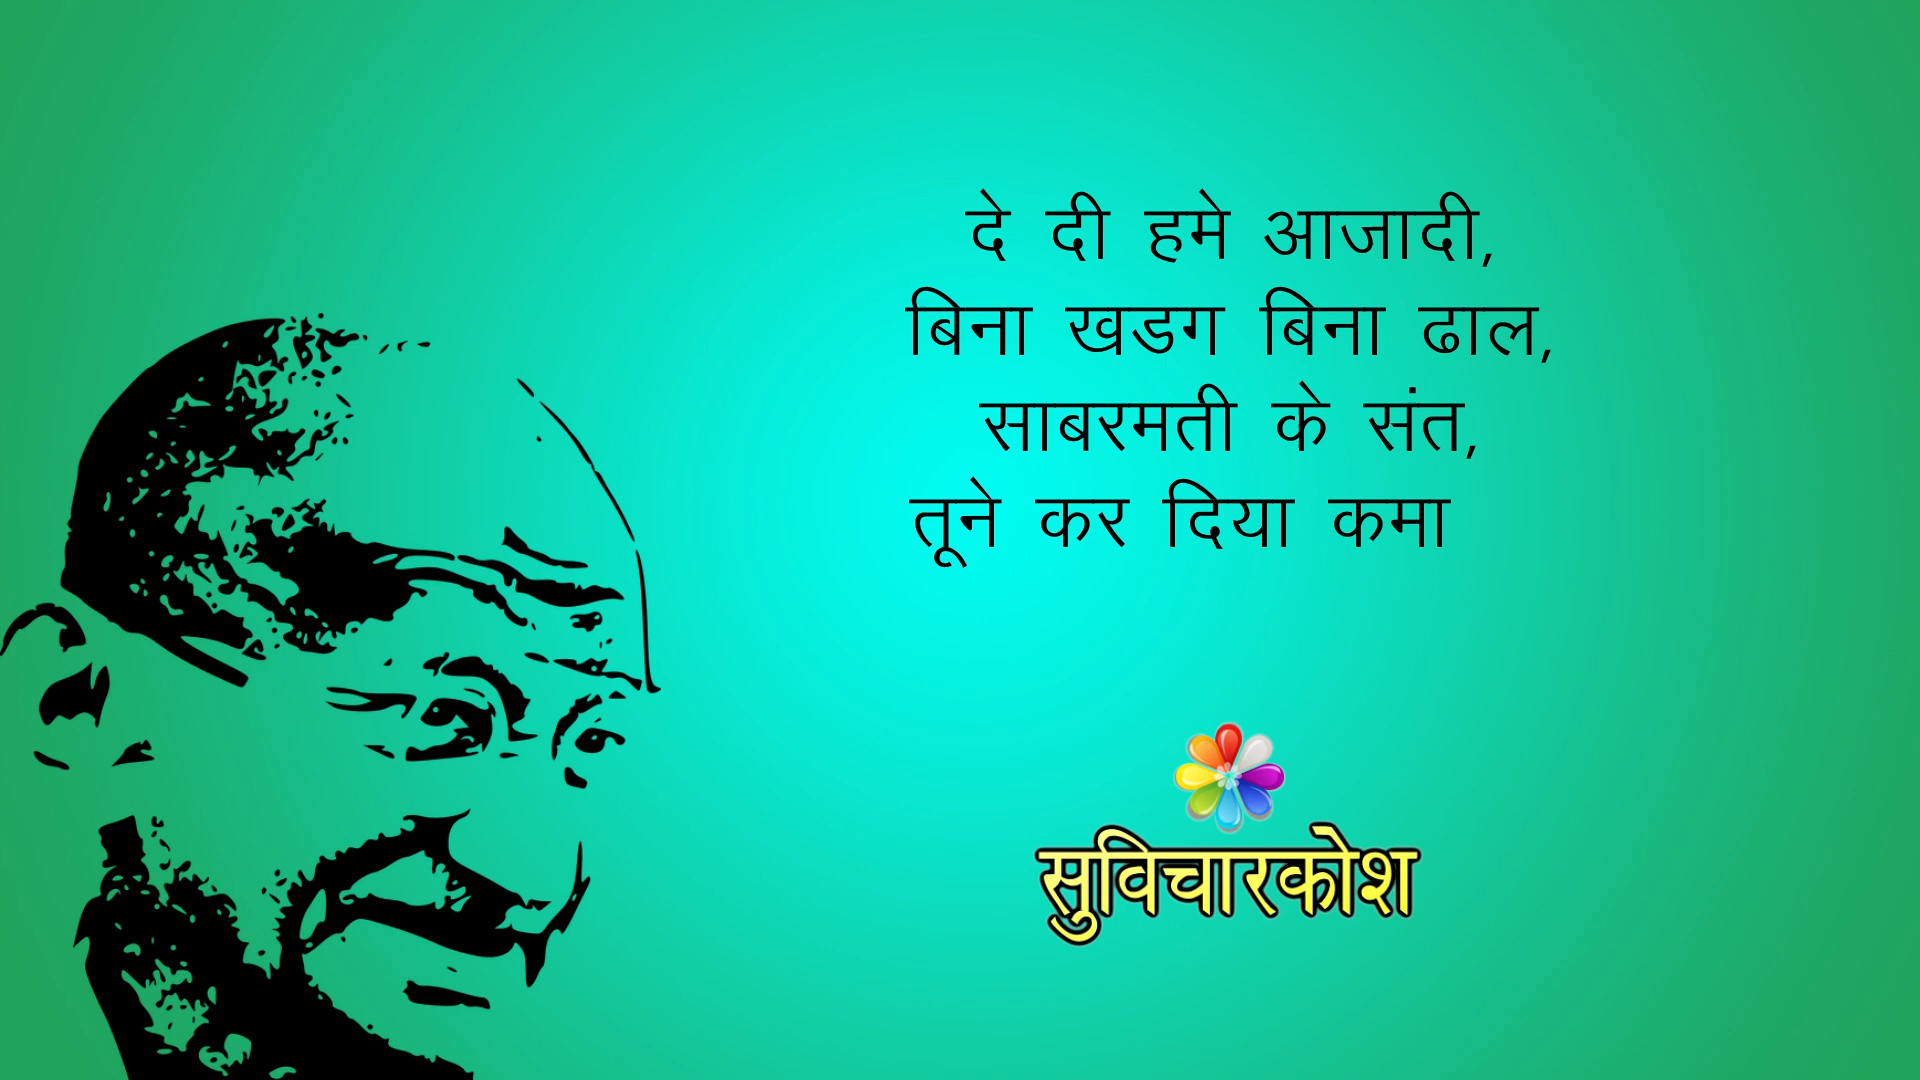 दे दी हमे आजादी,
बिना खडग बिना ढाल,
साबरमती के संत,
तूने कर दिया कमा
सुविचारकोश